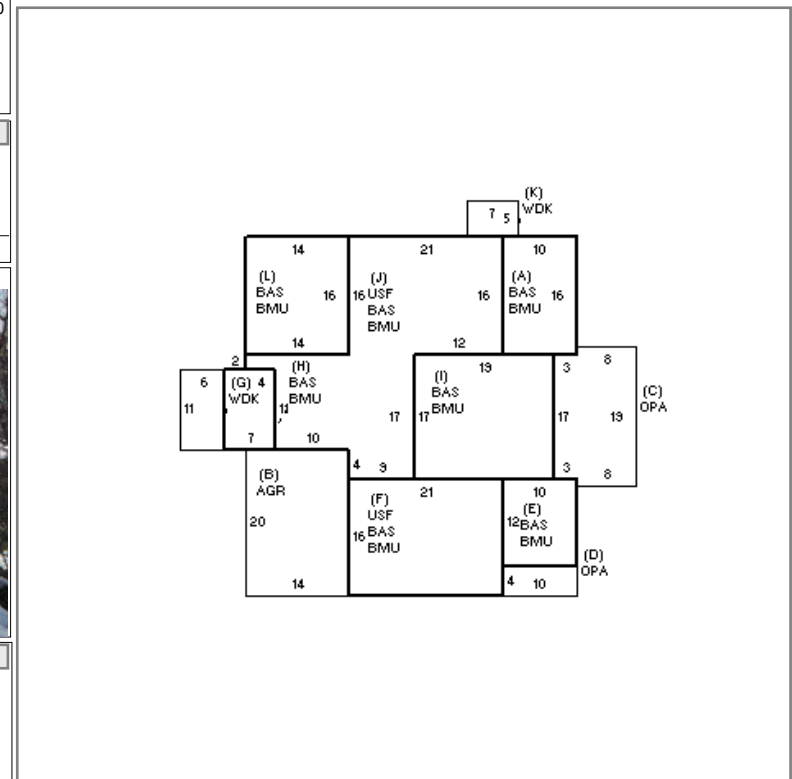 (K)
WDK
7 5
14 21 10
(L)
BAS
BMU
16
(J)
USF
BAS
BMU
16
16
(A)
BAS
BMU
16
14 12
2
(H)
BAS
BMU
19 3 8
6
(G) 4
WDK
11
11
(I)
BAS
BMU
17 17
17 19
(C)
OPA
7 10
4 9 3 8
(B)
AGR
20
14
(F)
USF
BAS
BMU
21
16
10
(E)
BAS
BMU
12
(D)
OPA
4 10